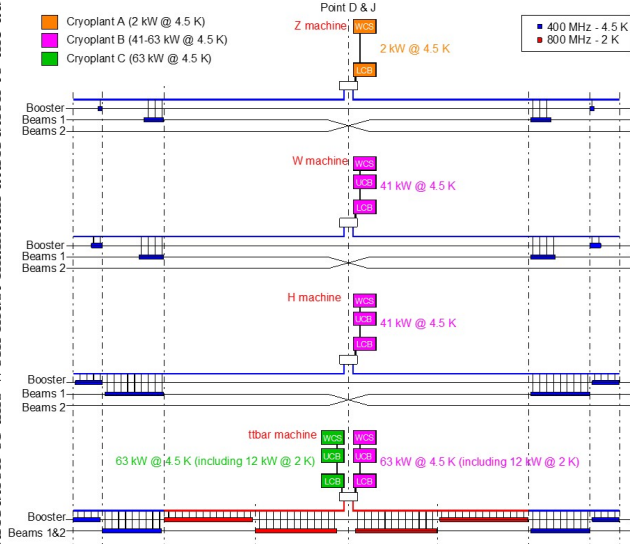 Point D & J
Cryoplant A (2 kW @ 4.5 K)
Cryoplant B (41-63 kW @ 4.5 K)
Cryoplant C (63 kW @ 4.5 K)
400 MHz - 4.5 K
800 MHz - 2 K
Z machine
WCS
2 kW @ 4.5 K
LCB
Booster
Beams 1
Beams 2
W machine
WCS
UCB
41 kW @ 4.5 K
LCB
Booster
Beams 1
Beams 2
H machine
WCS
UCB
41 kW @ 4.5 K
LCB
Booster
Beams 1
Beams 2
ttbar machine
WCS
WCS
UCB
UCB
63 kW @ 4.5 K (including 12 kW @ 2 K)
63 kW @ 4.5 K (including 12 kW @ 2 K)
LCB
LCB
Booster
Beams 1&2